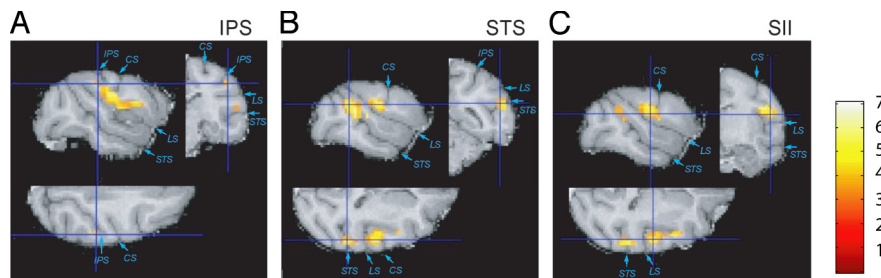 A IPS
B STS
C SII
IPS CS IPS
LS
STS
LS
STS
IPS CS
CS IPS
LS
STS
LS
STS
STS LS CS
CS CS
LS
STS
LS
STS
STS LS
7
6
5
4
3
2
1